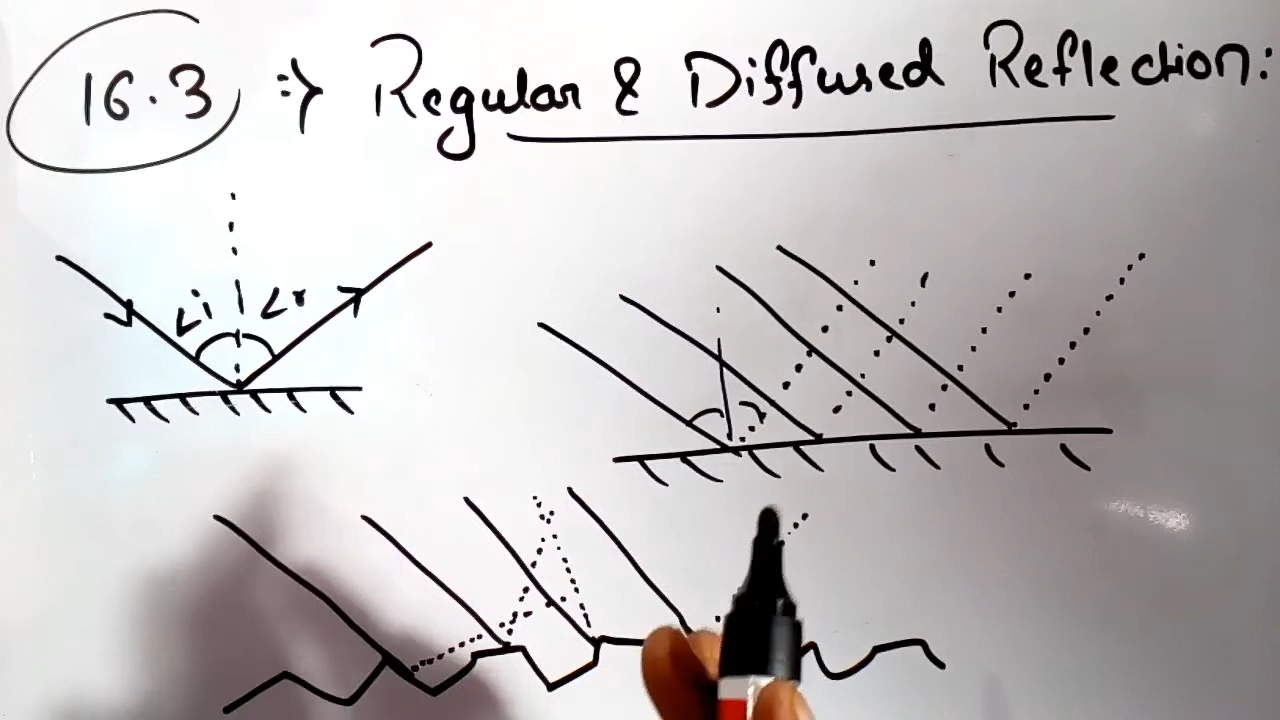 16.3 ⇒ Regular & Diffused Reflection:
∠i ∠r